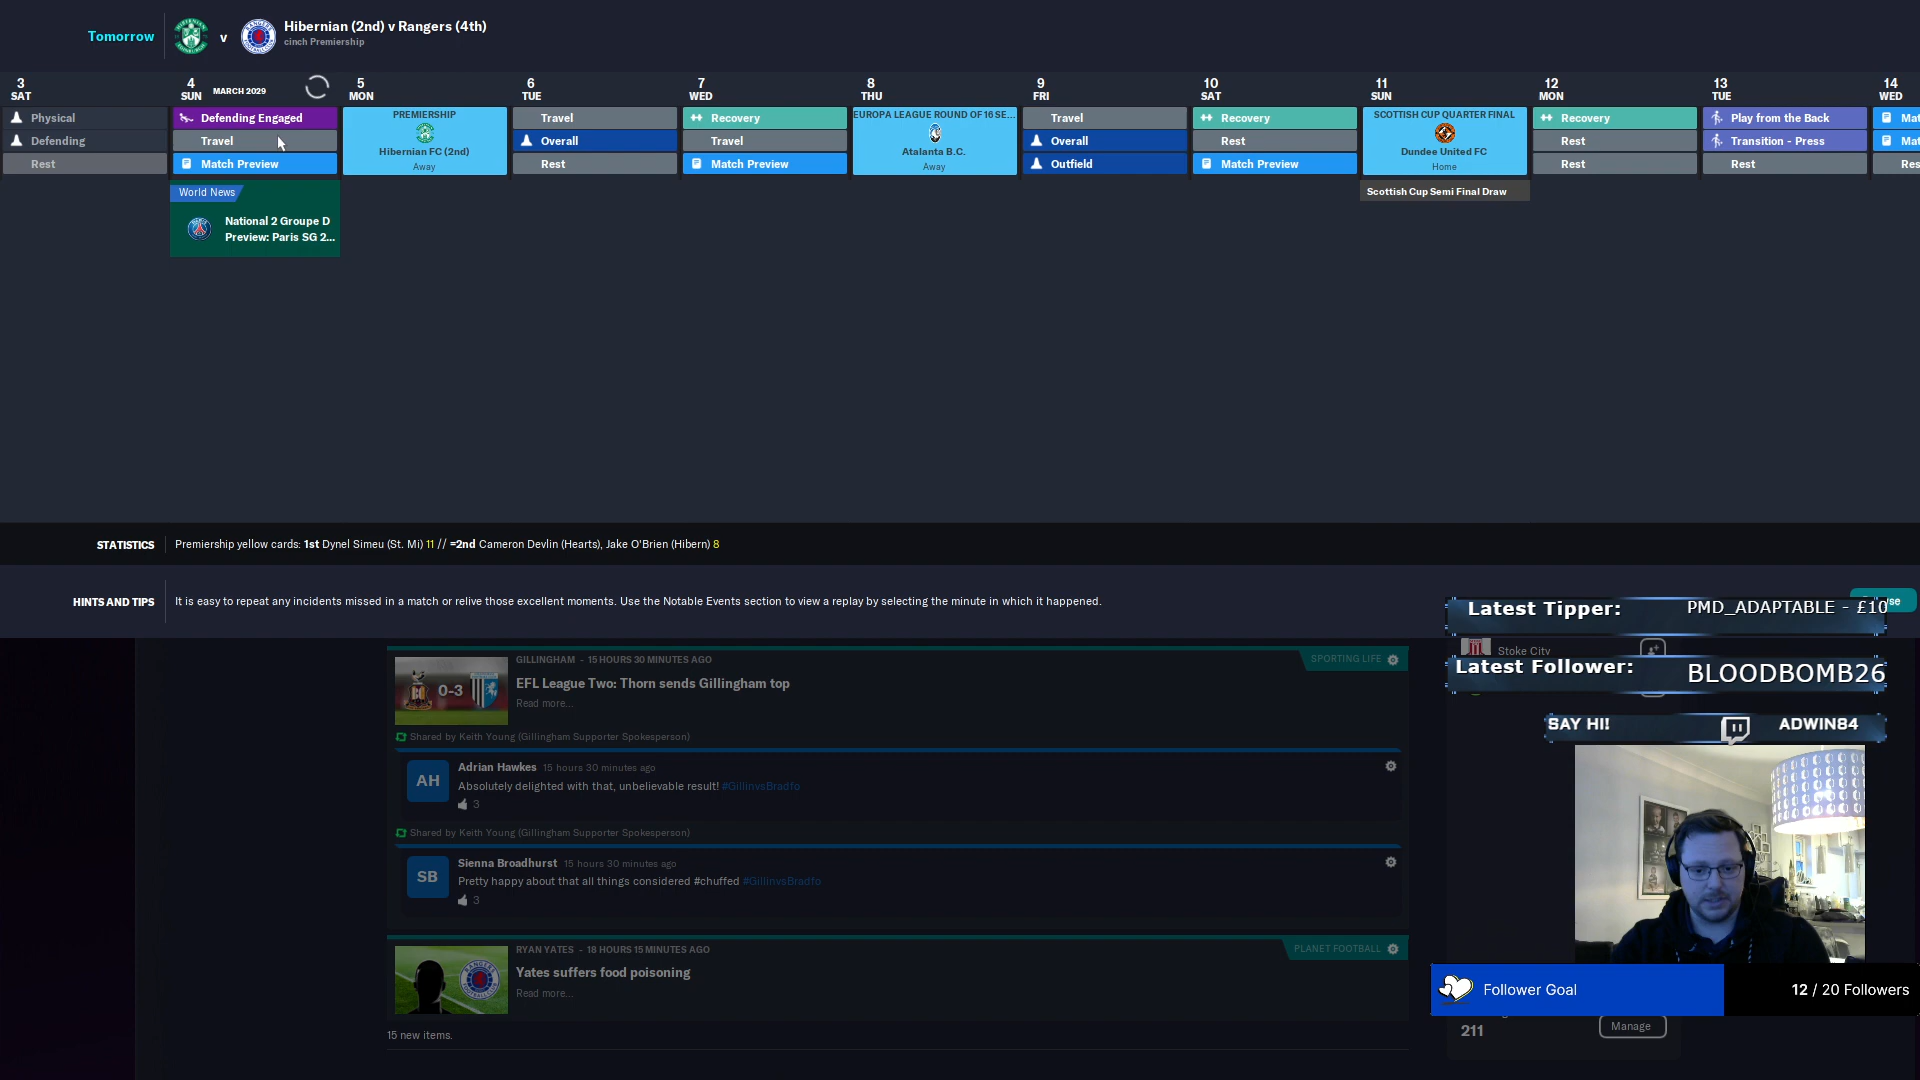 Tomorrow
v
Hibernian (2nd) v Rangers (4th)
cinch Premiership
3
SAT
4
SUN
MARCH 2029
5
MON
6
TUE
7
WED
8
THU
9
FRI
10
SAT
11
SUN
12
MON
13
TUE
14
WED
Physical
Defending
Rest
Defending Engaged
Travel
Match Preview
PREMIERSHIP
Hibernian FC (2nd)
Away
Travel
Overall
Rest
Recovery
Travel
Match Preview
EUROPA LEAGUE ROUND OF 16 SE...
Atalanta B.C.
Away
Travel
Overall
Outfield
Recovery
Rest
Match Preview
SCOTTISH CUP QUARTER FINAL
Dundee United FC
Home
Scottish Cup Semi Final Draw
Recovery
Rest
Rest
Play from the Back
Transition - Press
Rest
Mat
Mat
Res
World News
National 2 Groupe D
Preview: Paris SG 2...
STATISTICS
Premiership yellow cards: 1st Dynel Simeu (St. Mi) 11 // =2nd Cameron Devlin (Hearts), Jake O'Brien (Hibern) 8
HINTS AND TIPS
It is easy to repeat any incidents missed in a match or relive those excellent moments. Use the Notable Events section to view a replay by selecting the minute in which it happened.
Latest Tipper:
PMD_ADAPTABLE - £10
Stoke City
Latest Follower:
BLOODBOMB26
SAY HI!
ADWIN84
0-3
GILLINGHAM - 15 HOURS 30 MINUTES AGO
SPORTING LIFE
EFL League Two: Thorn sends Gillingham top
Read more...
Shared by Keith Young (Gillingham Supporter Spokesperson)
AH
Adrian Hawkes 15 hours 30 minutes ago
Absolutely delighted with that, unbelievable result! #GillinvsBradfo
3
Shared by Keith Young (Gillingham Supporter Spokesperson)
SB
Sienna Broadhurst 15 hours 30 minutes ago
Pretty happy about that all things considered #chuffed #GillinvsBradfo
3
RYAN YATES - 18 HOURS 15 MINUTES AGO
PLANET FOOTBALL
Yates suffers food poisoning
Read more...
15 new items.
Follower Goal
12 / 20 Followers
211
Manage